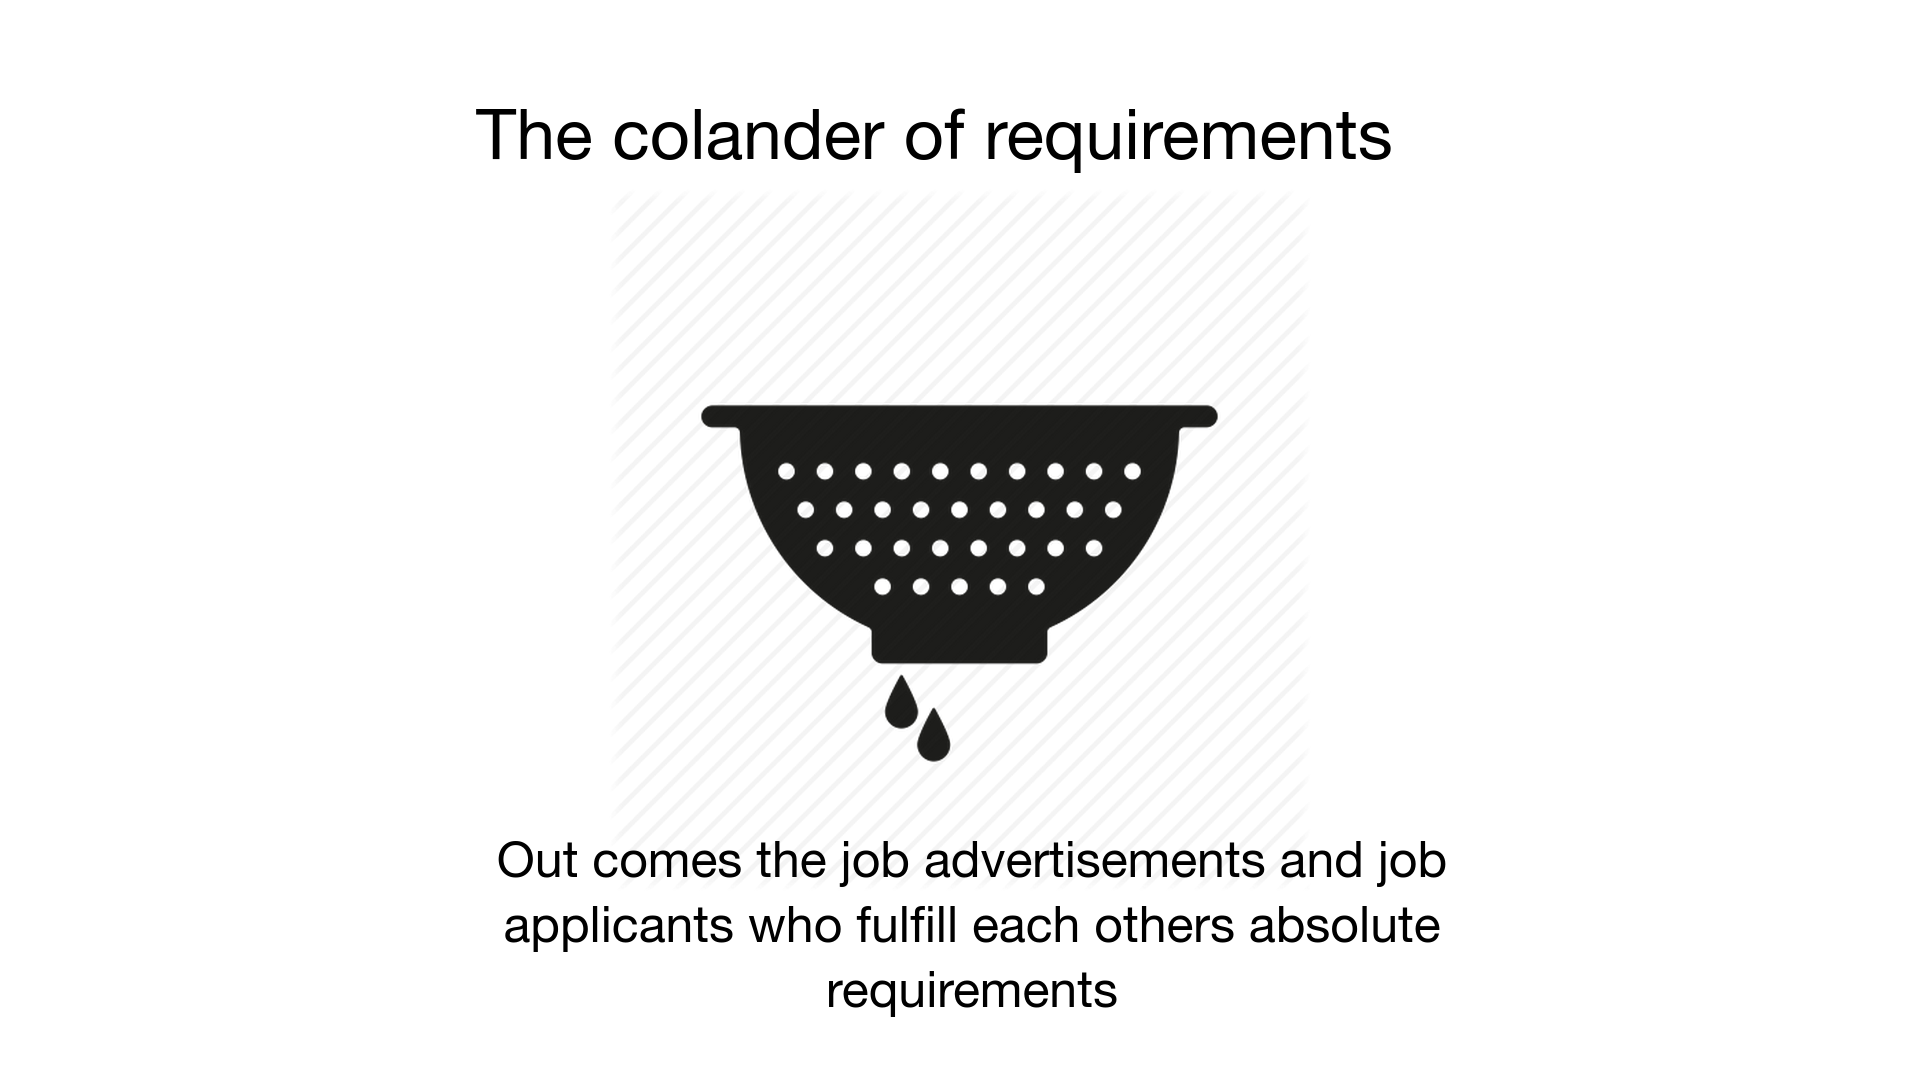 The colander of requirements
Out comes the job advertisements and job
applicants who fulfill each others absolute
requirements